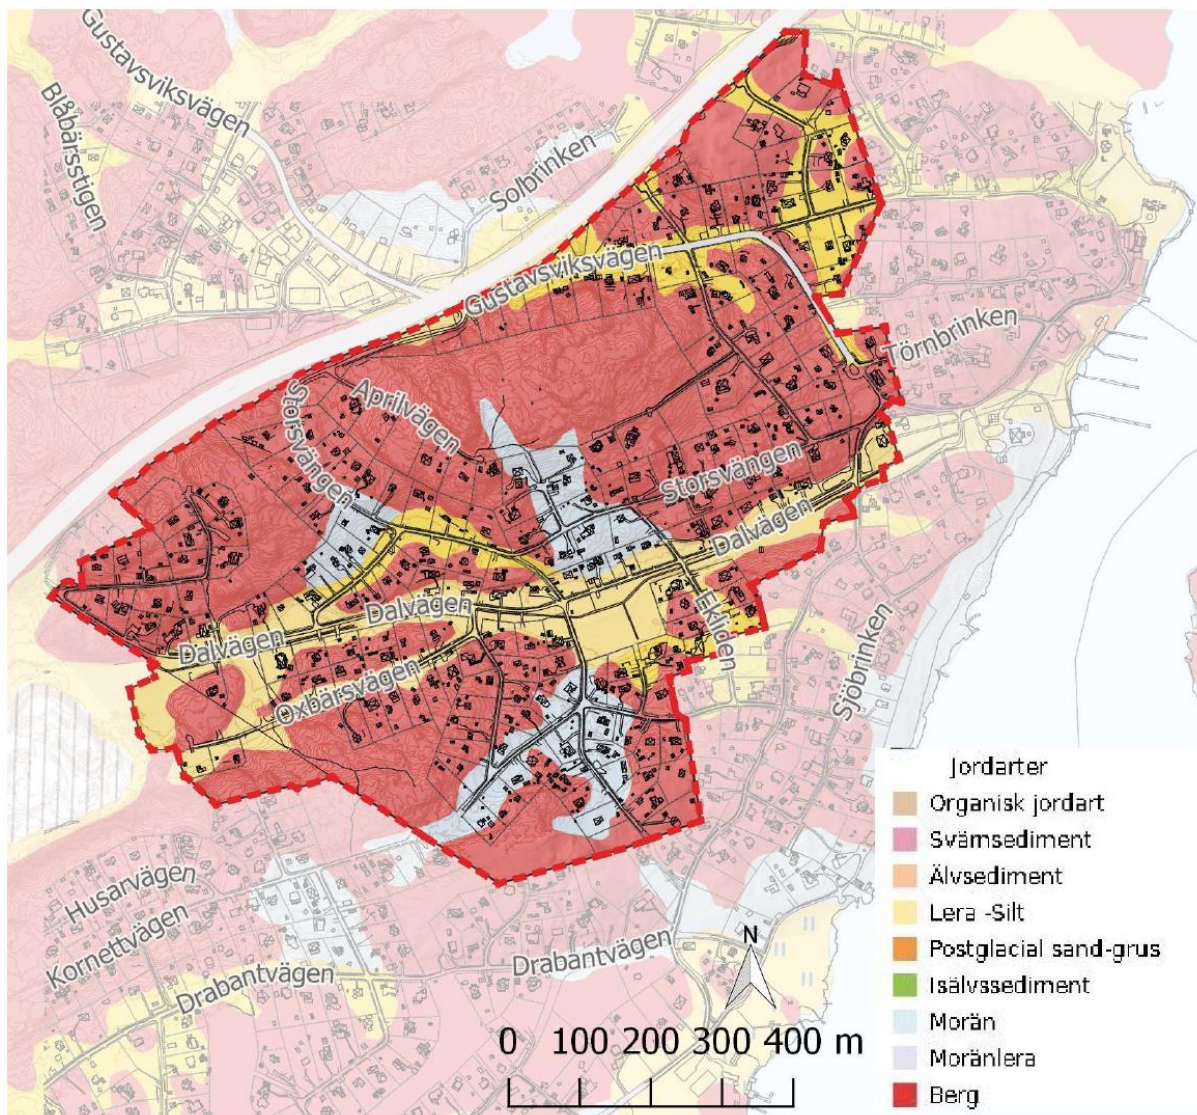 Gustavsviksvägen
Blåbärsstigen
Solbrinken
Gustavsviksvägen
Törnbrinken
Storsvängen
Aprilvägen
Storsvängen
Dalvägen
Dalvägen
Ekliden
Dalvägen
Oxbärsvägen
Sjöbrinken
Husarvägen
Kornettvägen
Drabantvägen
Drabantvägen
N
0 100 200 300 400 m
Jordarter
Organisk jordart
Svämsediment
Älvsediment
Lera -Silt
Postglacial sand-grus
Isälvssediment
Morän
Moränlera
Berg